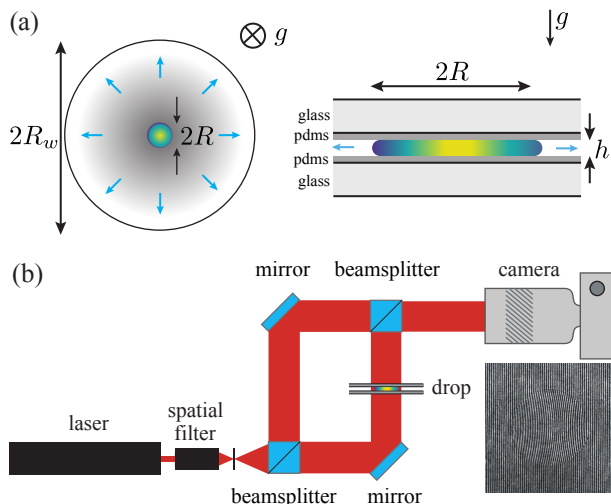 (a)
g
g
2R_w
2R
2R
glass
pdms
pdms
glass
h
(b)
mirror
beamsplitter
camera
drop
laser
spatial
filter
beamsplitter
mirror